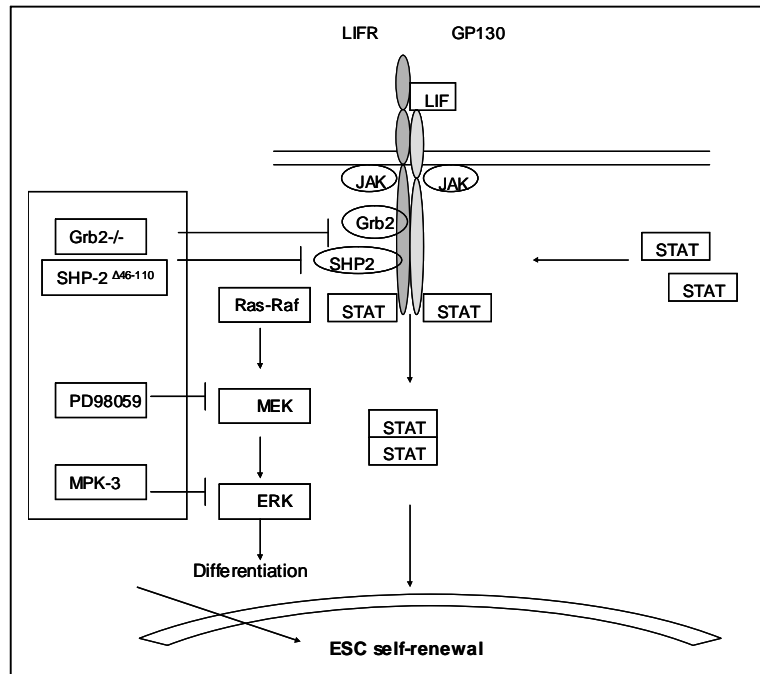 LIFR GP130
LIF
JAK JAK
Grb2
Grb2-/-
SHP2
SHP-2 Δ46-110
STAT
STAT
Ras-Raf
STAT STAT
PD98059
MEK
STAT
STAT
MPK-3
ERK
Differentiation
ESC self-renewal